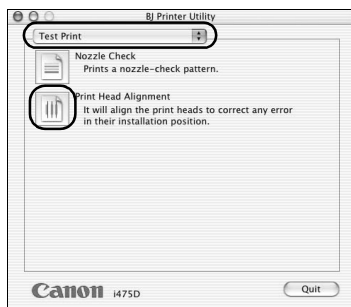 BJ Printer Utility
Test Print
Nozzle Check
Prints a nozzle-check pattern.
Print Head Alignment
It will align the print heads to correct any error
in their installation position.
Canon i475D
Quit